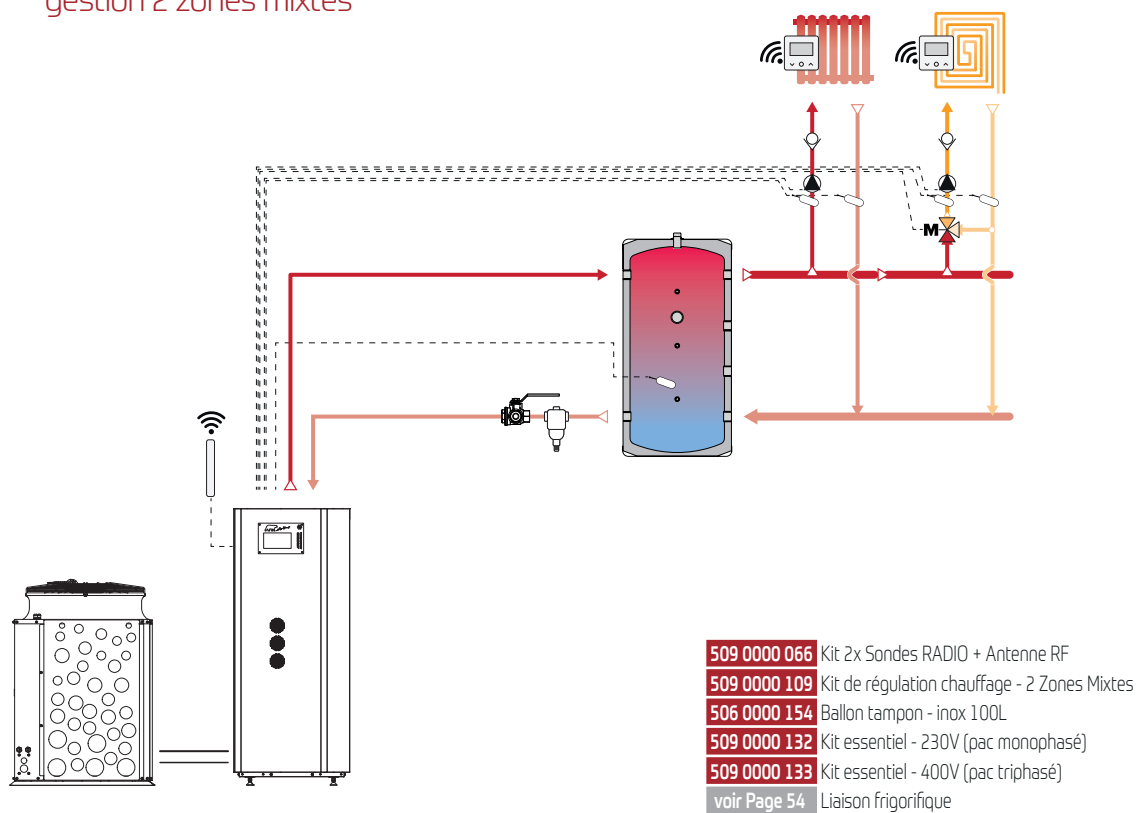 gestion 2 zones mixtes
M
509 0000 066 Kit 2x Sondes RADIO + Antenne RF
509 0000 109 Kit de régulation chauffage - 2 Zones Mixtes
506 0000 154 Ballon tampon - inox 100L
509 0000 132 Kit essentiel - 230V (pac monophasé)
509 0000 133 Kit essentiel - 400V (pac triphasé)
voir Page 54 Liaison frigorifique